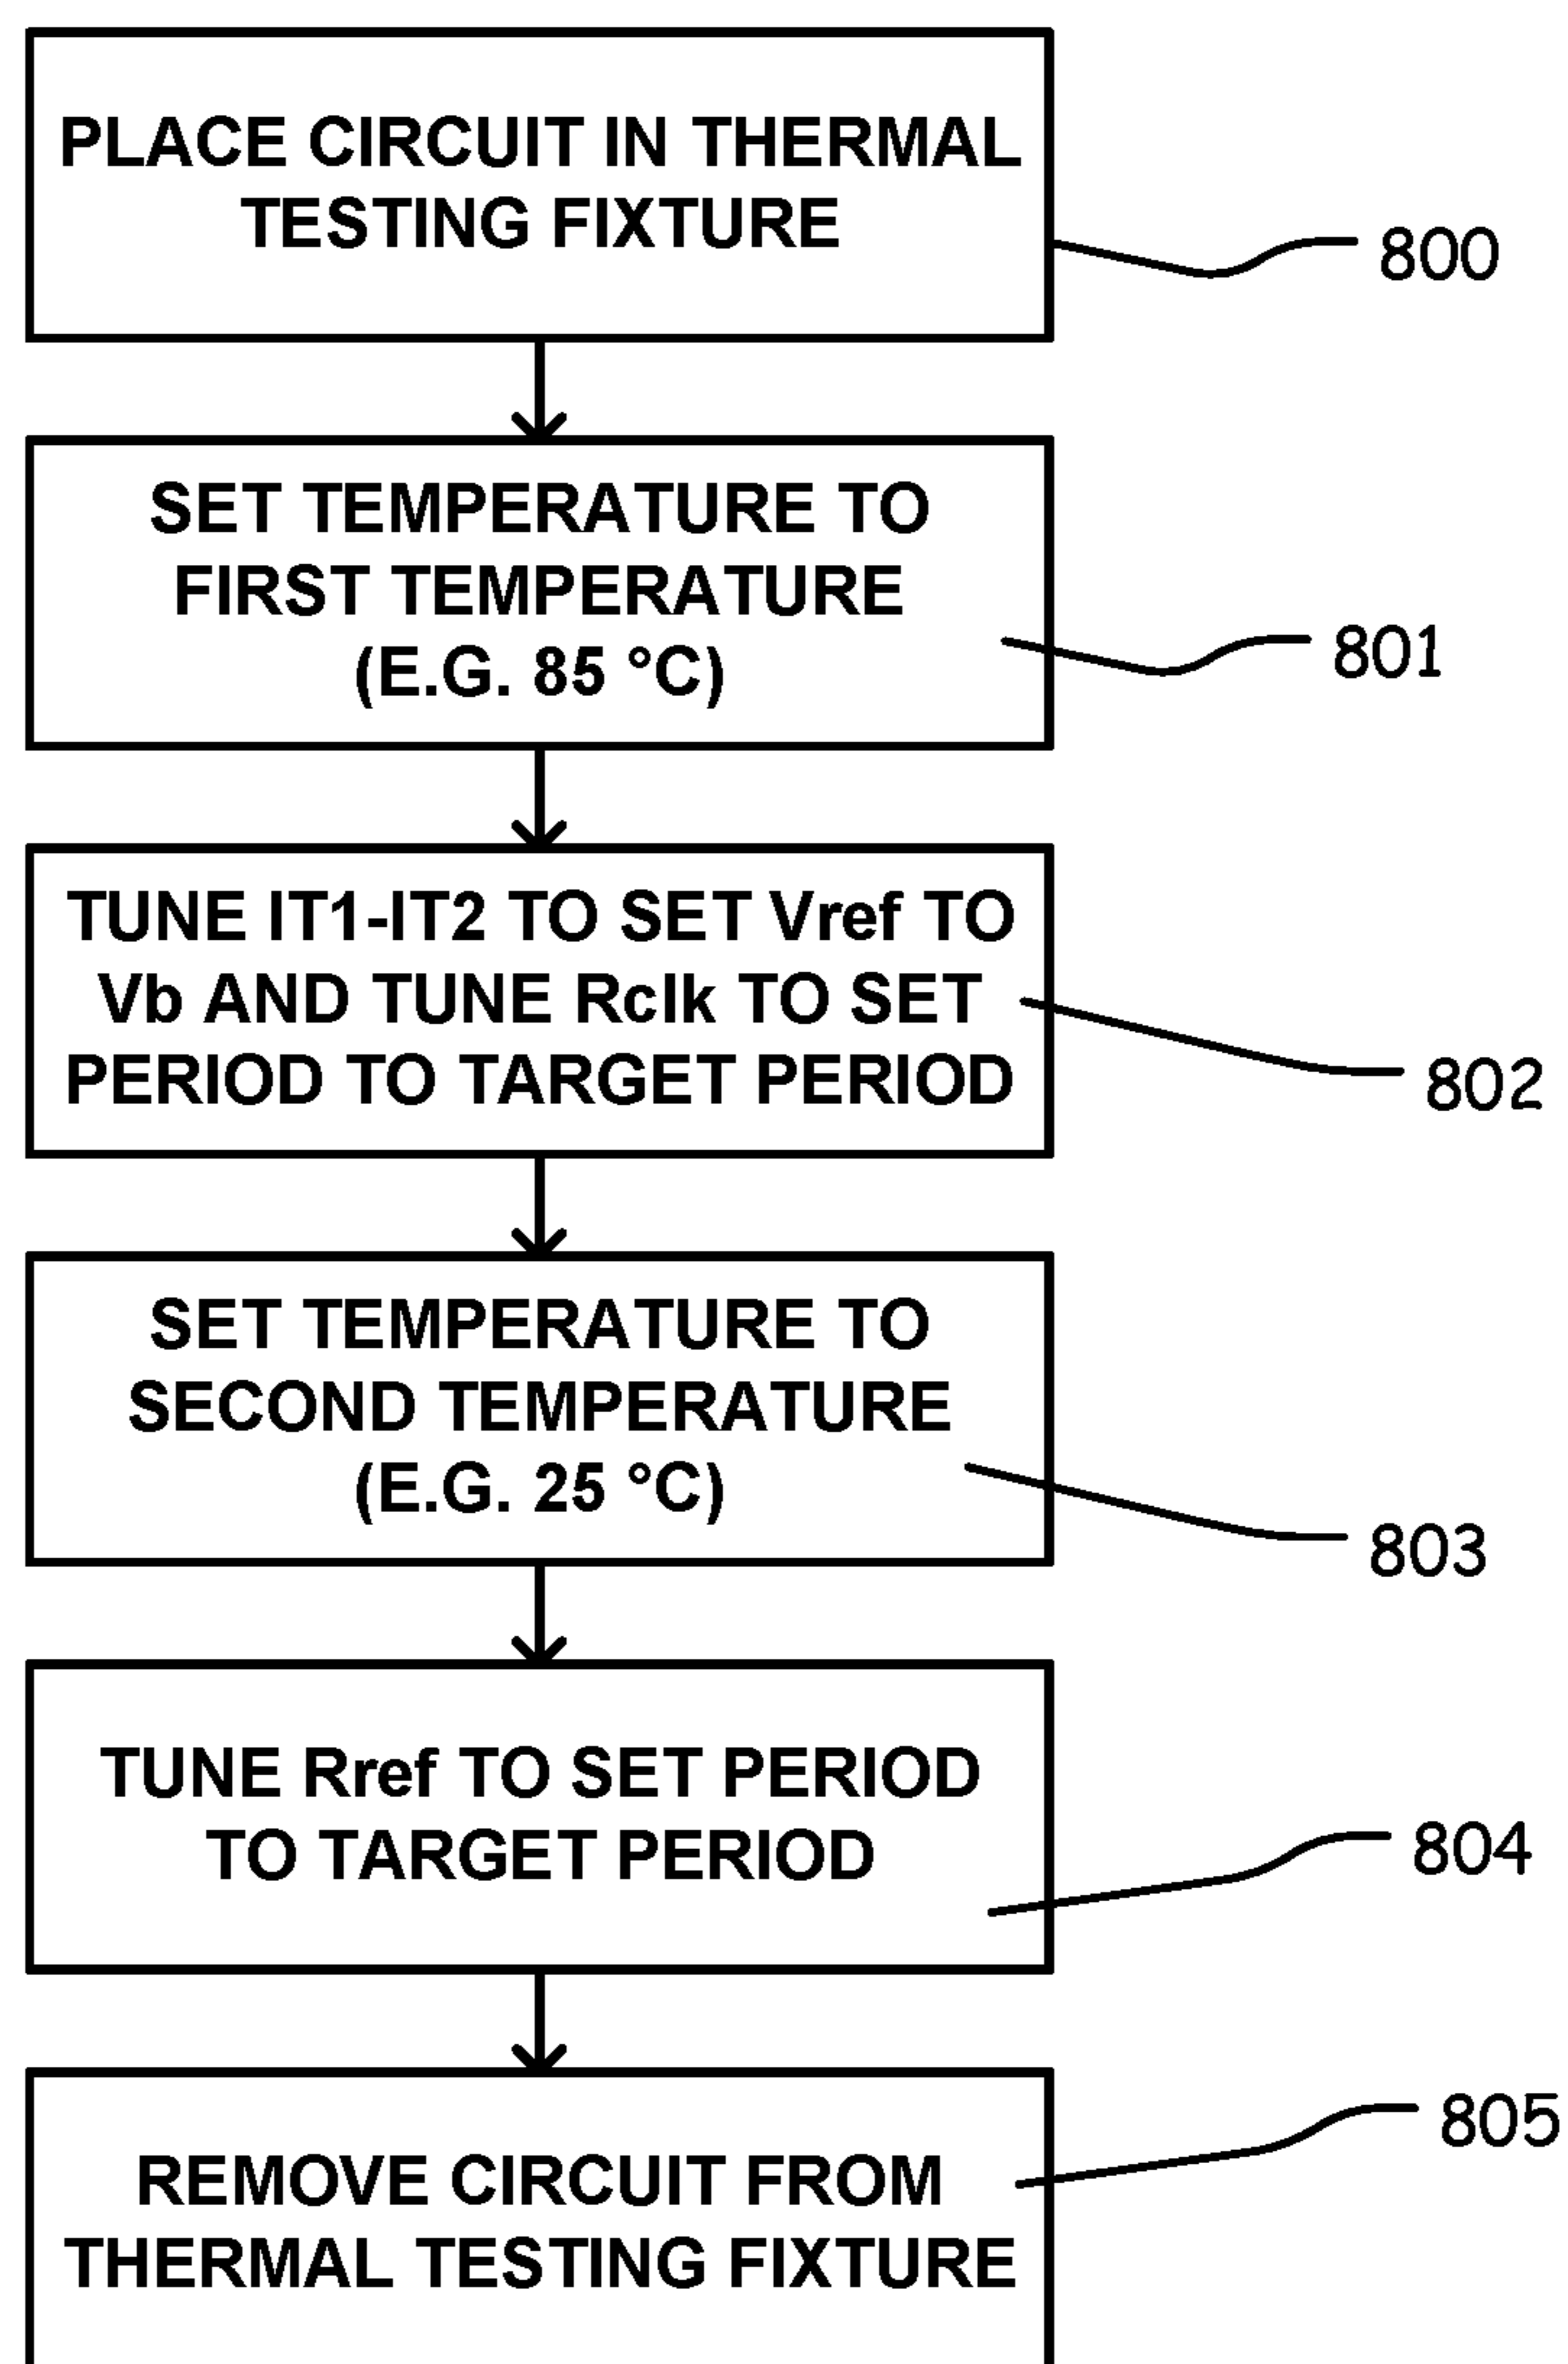 PLACE CIRCUIT IN THERMAL
TESTING FIXTURE
800
SET TEMPERATURE TO
FIRST TEMPERATURE
(E.G. 85 °C)
801
TUNE IT1-IT2 TO SET Vref TO
Vb AND TUNE Rclk TO SET
PERIOD TO TARGET PERIOD
802
SET TEMPERATURE TO
SECOND TEMPERATURE
(E.G. 25 °C)
803
TUNE Rref TO SET PERIOD
TO TARGET PERIOD
804
REMOVE CIRCUIT FROM
THERMAL TESTING FIXTURE
805